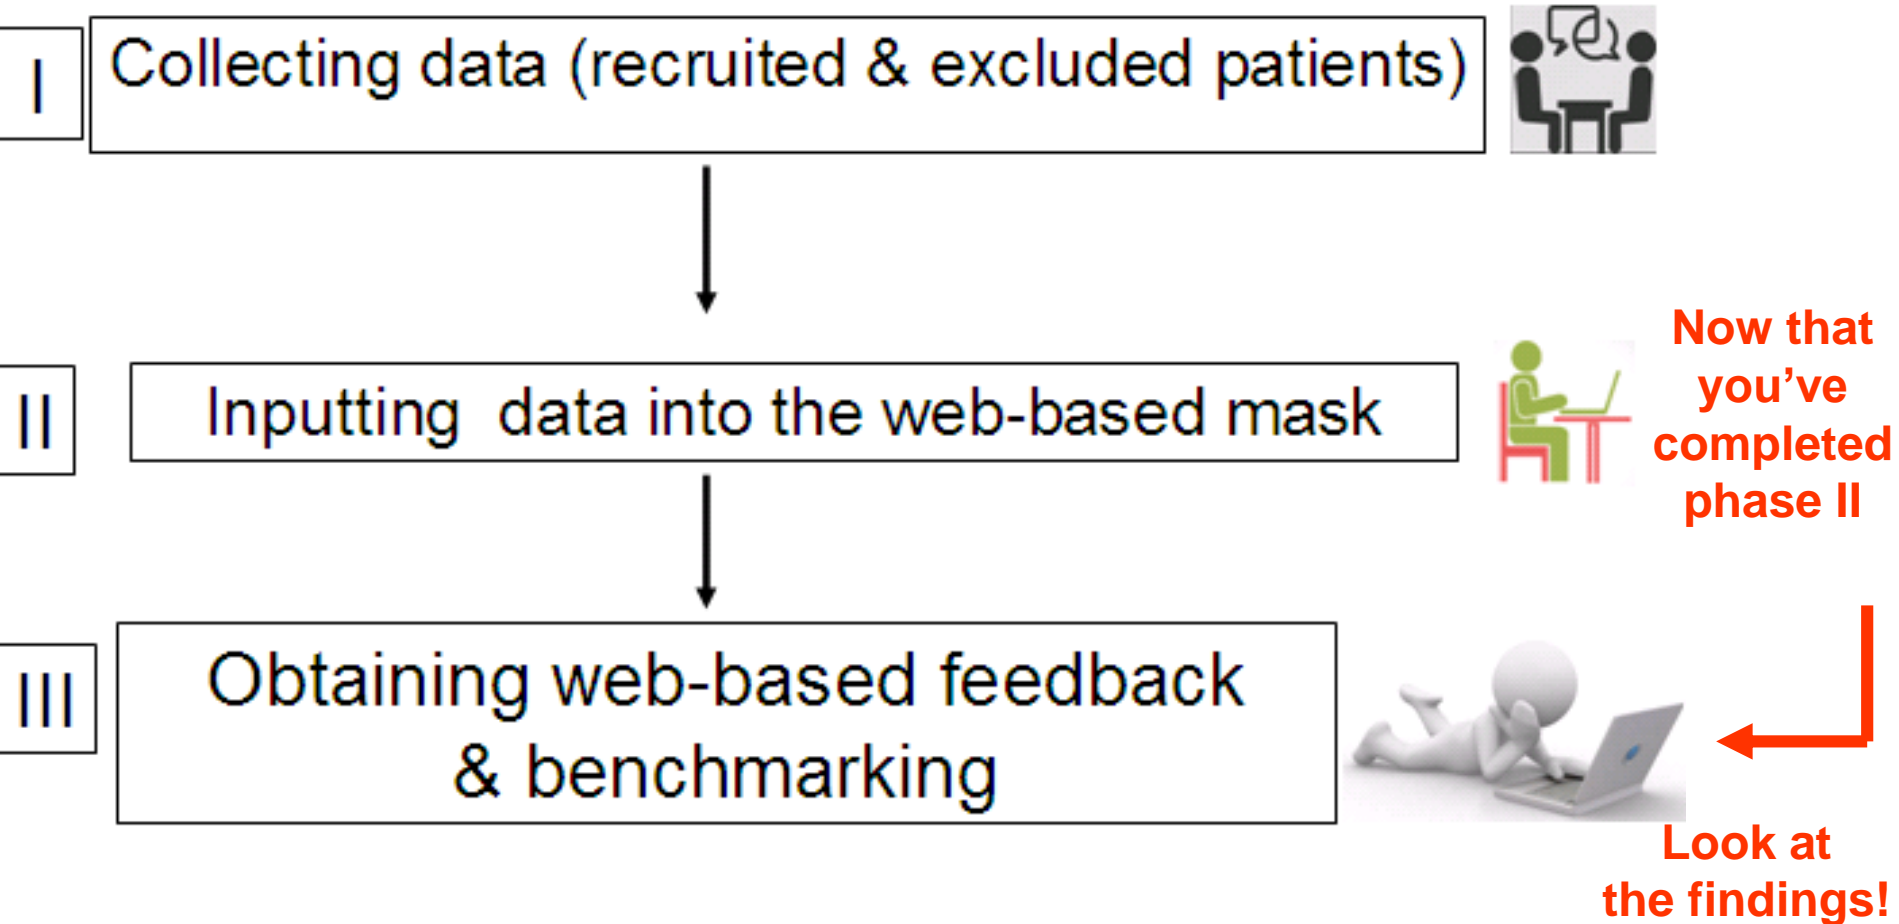 I
Collecting data (recruited & excluded patients)
II
Inputting data into the web-based mask
Now that
you've
completed
phase II
III
Obtaining web-based feedback
& benchmarking
Look at
the findings!